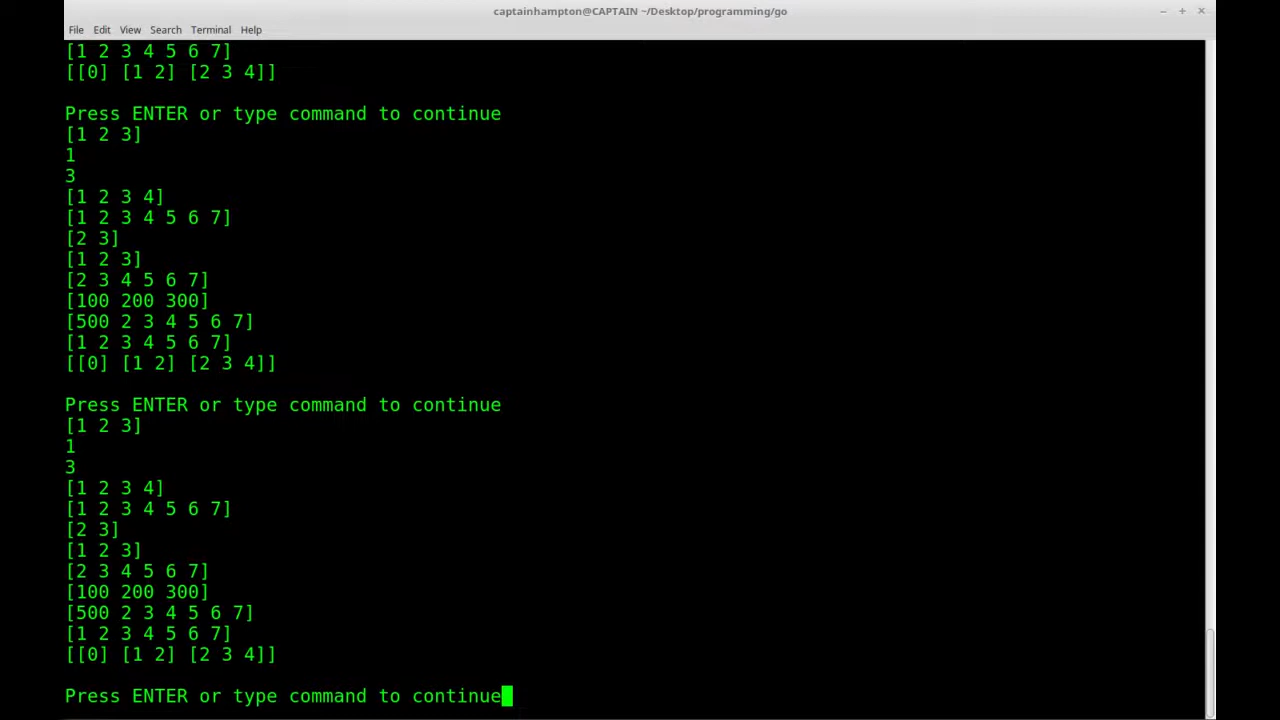 captainhampton@CAPTAIN ~/Desktop/programming/go
File Edit View Search Terminal Help
[1 2 3 4 5 6 7]
[[0] [1 2] [2 3 4]]
Press ENTER or type command to continue
[1 2 3]
1
3
[1 2 3 4]
[1 2 3 4 5 6 7]
[2 3]
[1 2 3]
[2 3 4 5 6 7]
[100 200 300]
[500 2 3 4 5 6 7]
[1 2 3 4 5 6 7]
[[0] [1 2] [2 3 4]]
Press ENTER or type command to continue
[1 2 3]
1
3
[1 2 3 4]
[1 2 3 4 5 6 7]
[2 3]
[1 2 3]
[2 3 4 5 6 7]
[100 200 300]
[500 2 3 4 5 6 7]
[1 2 3 4 5 6 7]
[[0] [1 2] [2 3 4]]
Press ENTER or type command to continue